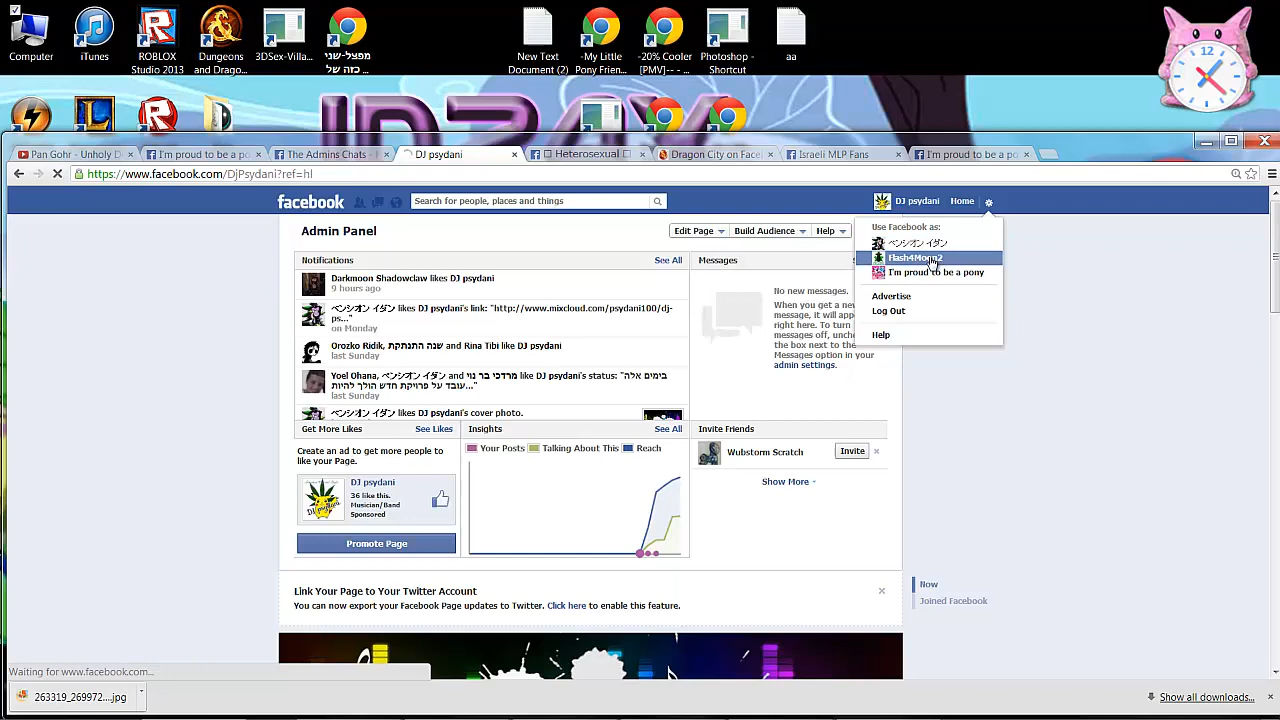 Computer
iTunes
ROBLOX
Studio 2013
Dungeons
and Drago...
3DSex-Villa...
מפצל-שני
כזה של ...
New Text
Document (2)
-My Little
Pony Frien...
-20% Cooler
[PMV]-- - ...
Photoshop -
Shortcut
aa
12
Pan Gohr - Unholy D
I'm proud to be a po
The Admins Chats -
DJ psydani
Heterosexual
Dragon City on Face
Israeli MLP Fans
I'm proud to be a po
https://www.facebook.com/DjPsydani?ref=hl
facebook
Search for people, places and things
DJ psydani
Home
Admin Panel
Edit Page
Build Audience
Help
Use Facebook as:
ベンシオン イダン
Flash4Moon2
I'm proud to be a pony
Advertise
Log Out
Help
Notifications
See All
Darkmoon Shadowclaw likes DJ psydani
9 hours ago
ベンシオン イダン likes DJ psydani's link: "http://www.mixcloud.com/psydani100/dj-
ps..."
on Monday
Orozko Ridik, שנה התנתקת and Rina Tibi like DJ psydani
last Sunday
Yoel Ohana, ベンシオン イダン and מרדכי בר נוי like DJ psydani's status: "בימים אלה
עובד על פרויקת חדש הולך להיות..."
last Sunday
ベンシオン イダン likes DJ psydani's cover photo.
Messages
No new messages.
When you get a new
message, it will appear
right here. To turn
messages off, unche
the box next to the
Messages option in your
admin settings.
Get More Likes
See Likes
Create an ad to get more people to
like your Page.
DJ psydani
36 like this.
Musician/Band
Sponsored
Promote Page
Insights
See All
Your Posts
Talking About This
Reach
Invite Friends
Wubstorm Scratch
Invite
Show More
Link Your Page to Your Twitter Account
You can now export your Facebook Page updates to Twitter. Click here to enable this feature.
Now
Joined Facebook
Waiting for www.facebook.com...
263319_269972....jpg
Show all downloads...